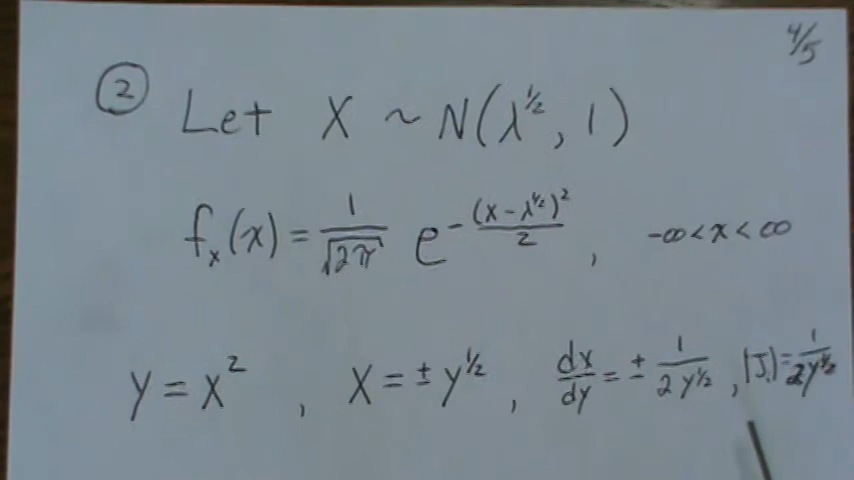 4/5
② Let X ~ N(λ^½, 1)
f_x(x) = 1/√(2π) e^(-(x-λ^½)²/2), -∞ < x < ∞
y = x², x = ± y^½, dx/dy = ± 1/(2y^½), |J.| = 1/(2y^½)